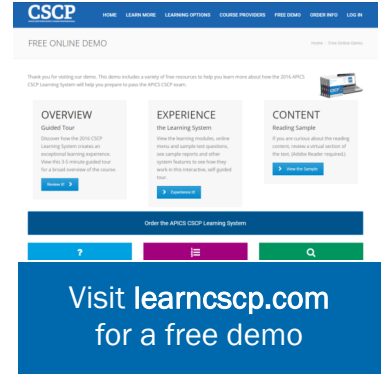 CSCP
HOME LEARN MORE LEARNING OPTIONS COURSE PROVIDERS FREE DEMO ORDER INFO LOG IN
FREE ONLINE DEMO
Home Free Online Demo
Thank you for visiting our demo. This demo includes a variety of free resources to help you learn more about how the 2016 APICS
CSCP Learning System will help you prepare to pass the APICS CSCP exam.
OVERVIEW
Guided Tour
Discover how the 2016 CSCP
Learning System creates an
exceptional learning experience.
View this 3-5 minute guided tour
for a broad overview of the course.
Review it!
EXPERIENCE
the Learning System
View the learning modules, online
menu and sample test questions,
see sample reports and other
system features to see how they
work in this interactive, self-guided
tour.
Experience it!
CONTENT
Reading Sample
If you are curious about the reading
content, review a virtual section of
the text. (Adobe Reader required.)
View the Sample
Order the APICS CSCP Learning System
?
Visit learncscp.com
for a free demo